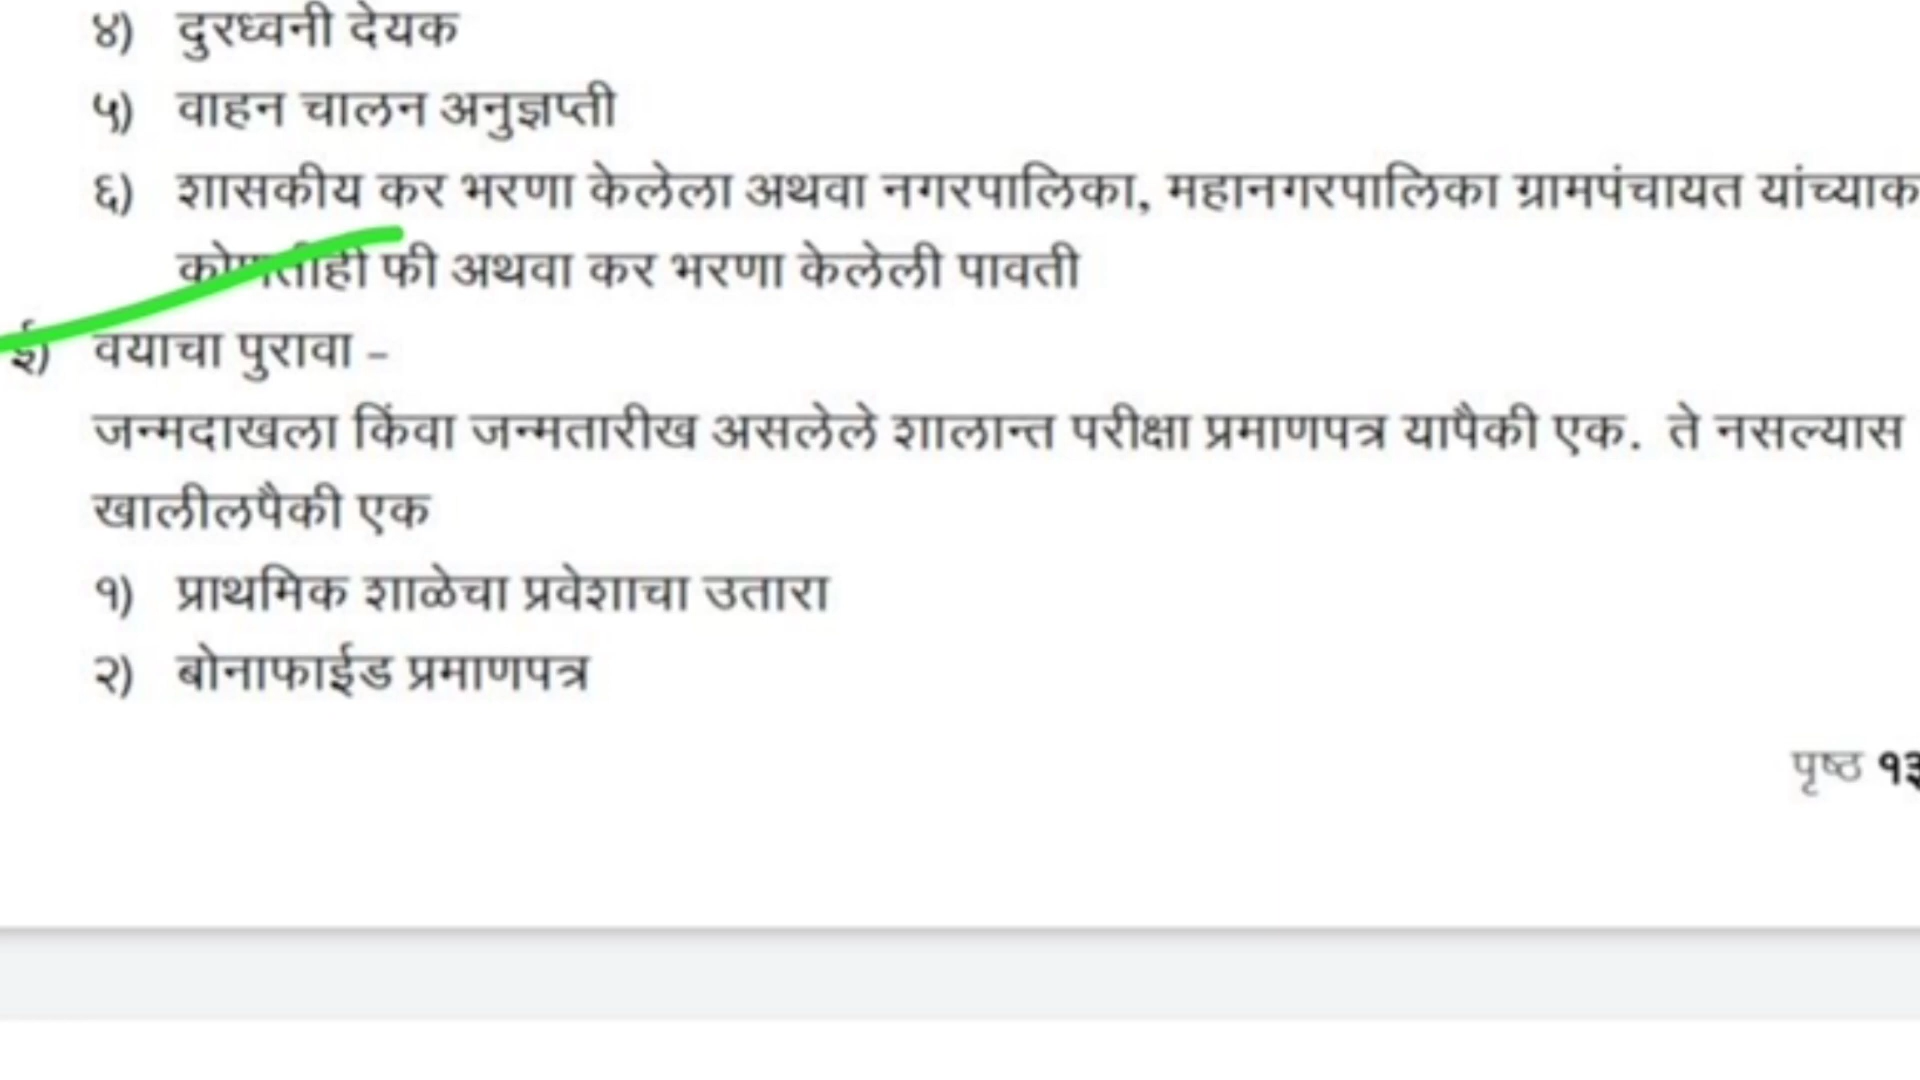 ४) दुरध्वनी देयक
५) वाहन चालन अनुज्ञप्ती
६) शासकीय कर भरणा केलेला अथवा नगरपालिका, महानगरपालिका ग्रामपंचायत
कोणतीही फी अथवा कर भरणा केलेली पावती
ई) वयाचा पुरावा -
जन्मदाखला किंवा जन्मतारीख असलेले शालान्त परीक्षा प्रमाणपत्र यापैकी एक. ते नसल्यास
खालीलपैकी एक
१) प्राथमिक शाळेचा प्रवेशाचा उतारा
२) बोनाफाईड प्रमाणपत्र
पृष्ठ १३